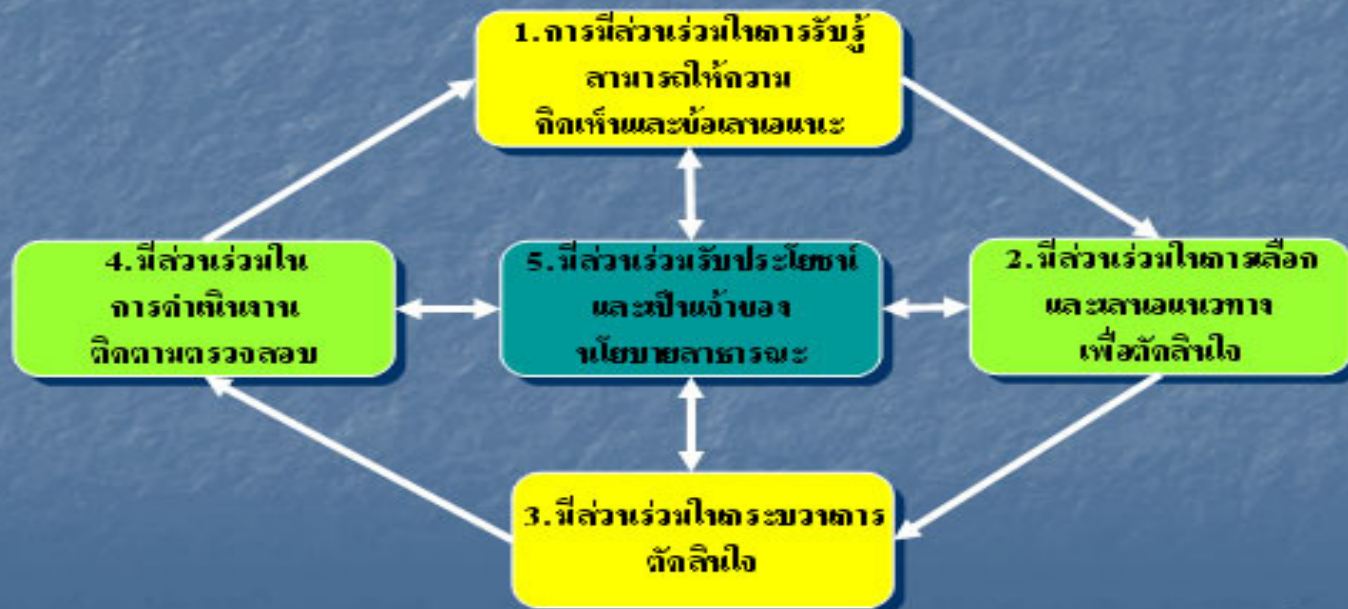 1.การมีส่วนร่วมในการรับรู้
สามารถให้ความ
คิดเห็นและข้อเสนอแนะ
4.มีส่วนร่วมใน
การดำเนินงาน
ติดตามตรวจสอบ
5.มีส่วนร่วมรับประโยชน์
และเป็นเจ้าของ
นโยบายสาธารณะ
2.มีส่วนร่วมในการเลือก
และเสนอแนวทาง
เพื่อตัดสินใจ
3.มีส่วนร่วมในกระบวนการ
ตัดสินใจ